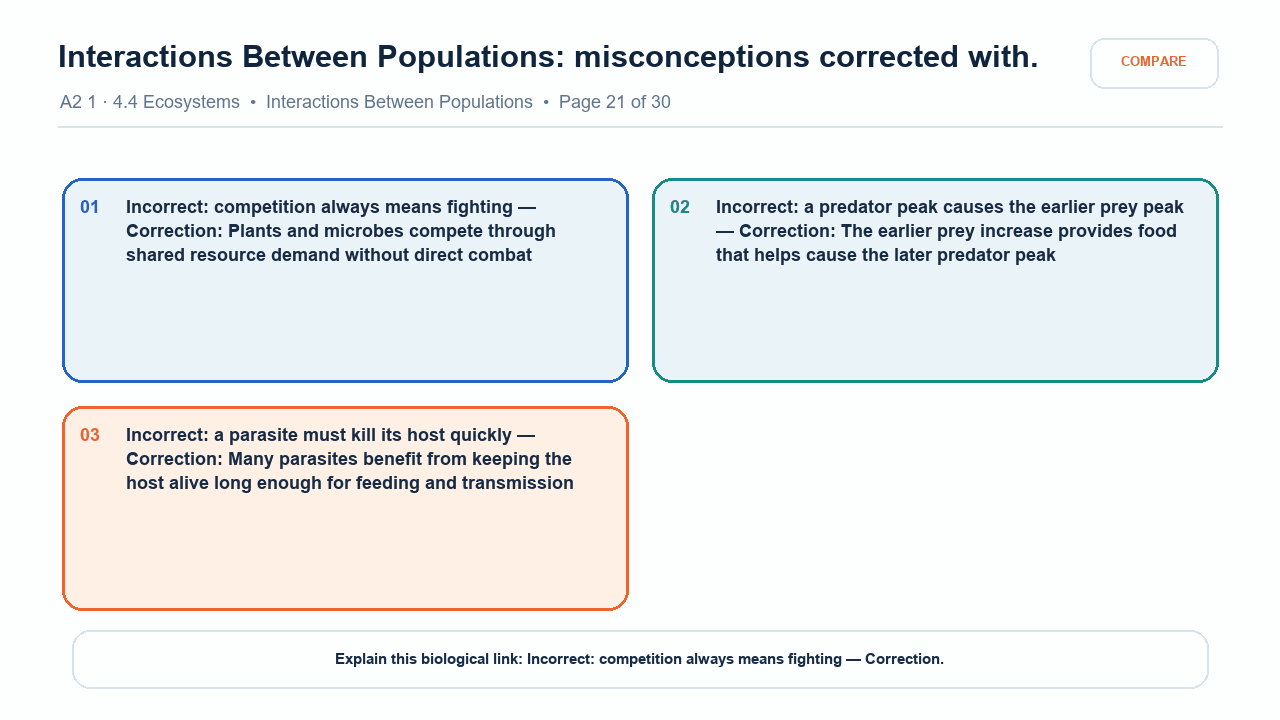 Interactions Between Populations: misconceptions corrected with.
COMPARE
A2 1 · 4.4 Ecosystems • Interactions Between Populations • Page 21 of 30
01
Incorrect: competition always means fighting —
Correction: Plants and microbes compete through
shared resource demand without direct combat
02
Incorrect: a predator peak causes the earlier prey peak
— Correction: The earlier prey increase provides food
that helps cause the later predator peak
03
Incorrect: a parasite must kill its host quickly —
Correction: Many parasites benefit from keeping the
host alive long enough for feeding and transmission
Explain this biological link: Incorrect: competition always means fighting — Correction.